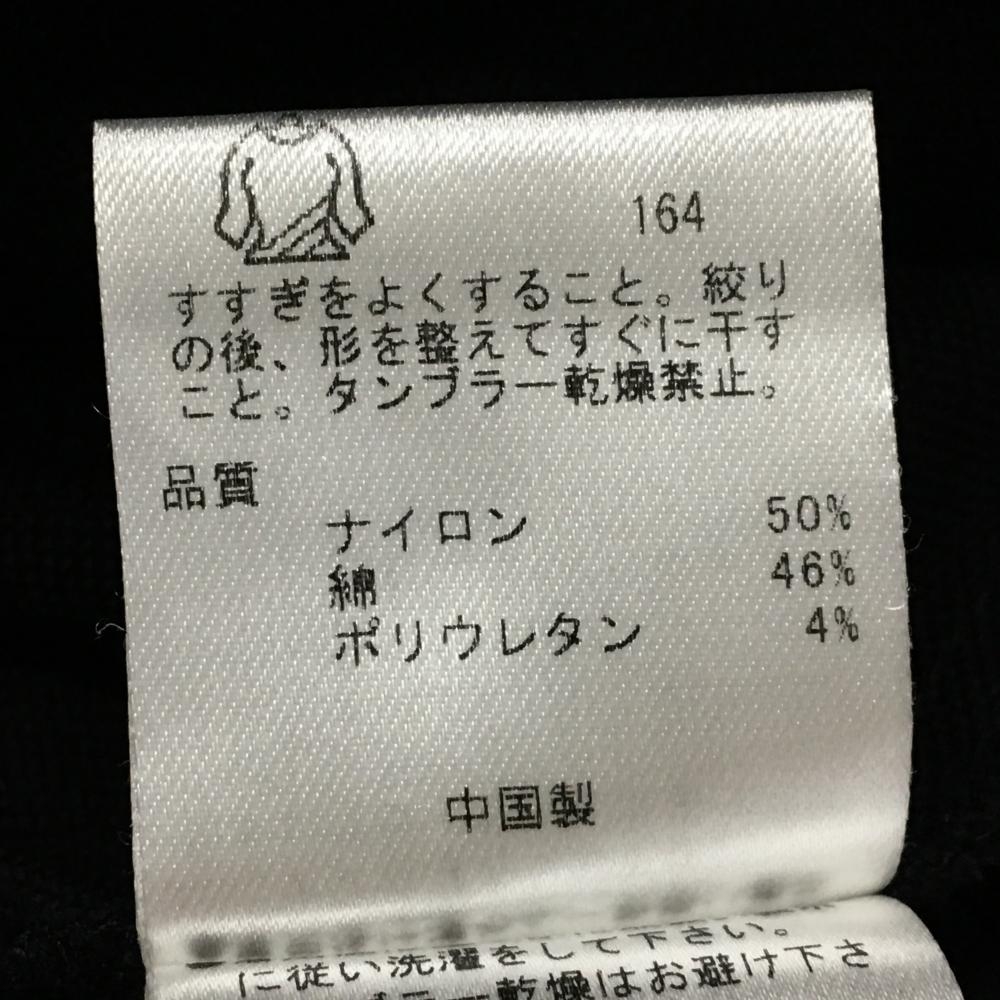 164
すすぎをよくすること。絞り
の後、形を整えてすぐに干す
こと。タンブラー乾燥禁止。
品質
ナイロン 50%
綿 46%
ポリウレタン 4%
中国製
に従い洗濯をして下さい。
ブラー乾燥はお避け下さ